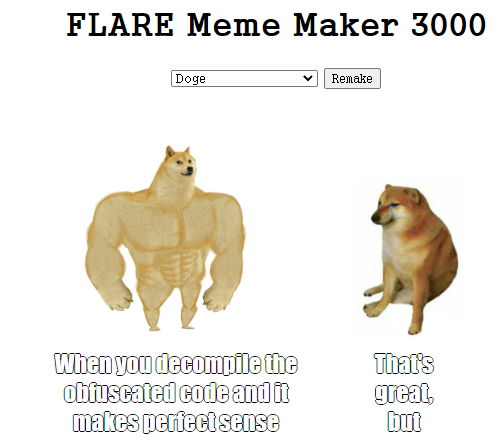 FLARE Meme Maker 3000
Doge
Remake
When you decompile the
obfuscated code and it
makes perfect sense
That's
great,
but